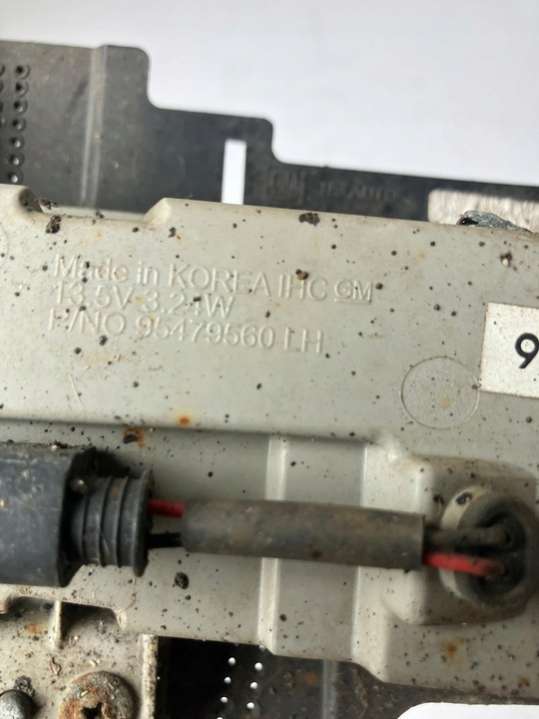 Made in KOREA IHC GM
13.5V 3.24W
P/NO 95479560 LH
9